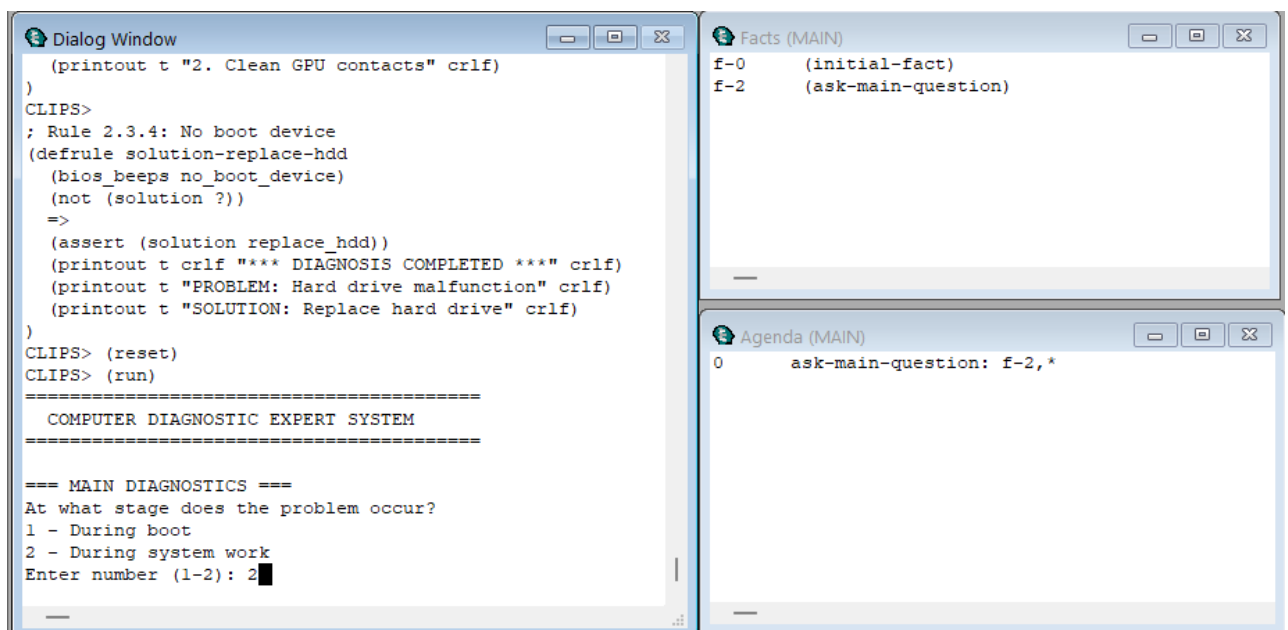 Dialog Window
(printout t "2. Clean GPU contacts" crlf)
)
CLIPS>
; Rule 2.3.4: No boot device
(defrule solution-replace-hdd
(bios_beeps no_boot_device)
(not (solution ?))
=>
(assert (solution replace_hdd))
(printout t crlf "*** DIAGNOSIS COMPLETED ***" crlf)
(printout t "PROBLEM: Hard drive malfunction" crlf)
(printout t "SOLUTION: Replace hard drive" crlf)
)
CLIPS> (reset)
CLIPS> (run)
==========================================
COMPUTER DIAGNOSTIC EXPERT SYSTEM
==========================================
=== MAIN DIAGNOSTICS ===
At what stage does the problem occur?
1 - During boot
2 - During system work
Enter number (1-2): 2
Facts (MAIN)
f-0 (initial-fact)
f-2 (ask-main-question)
Agenda (MAIN)
0 ask-main-question: f-2,*